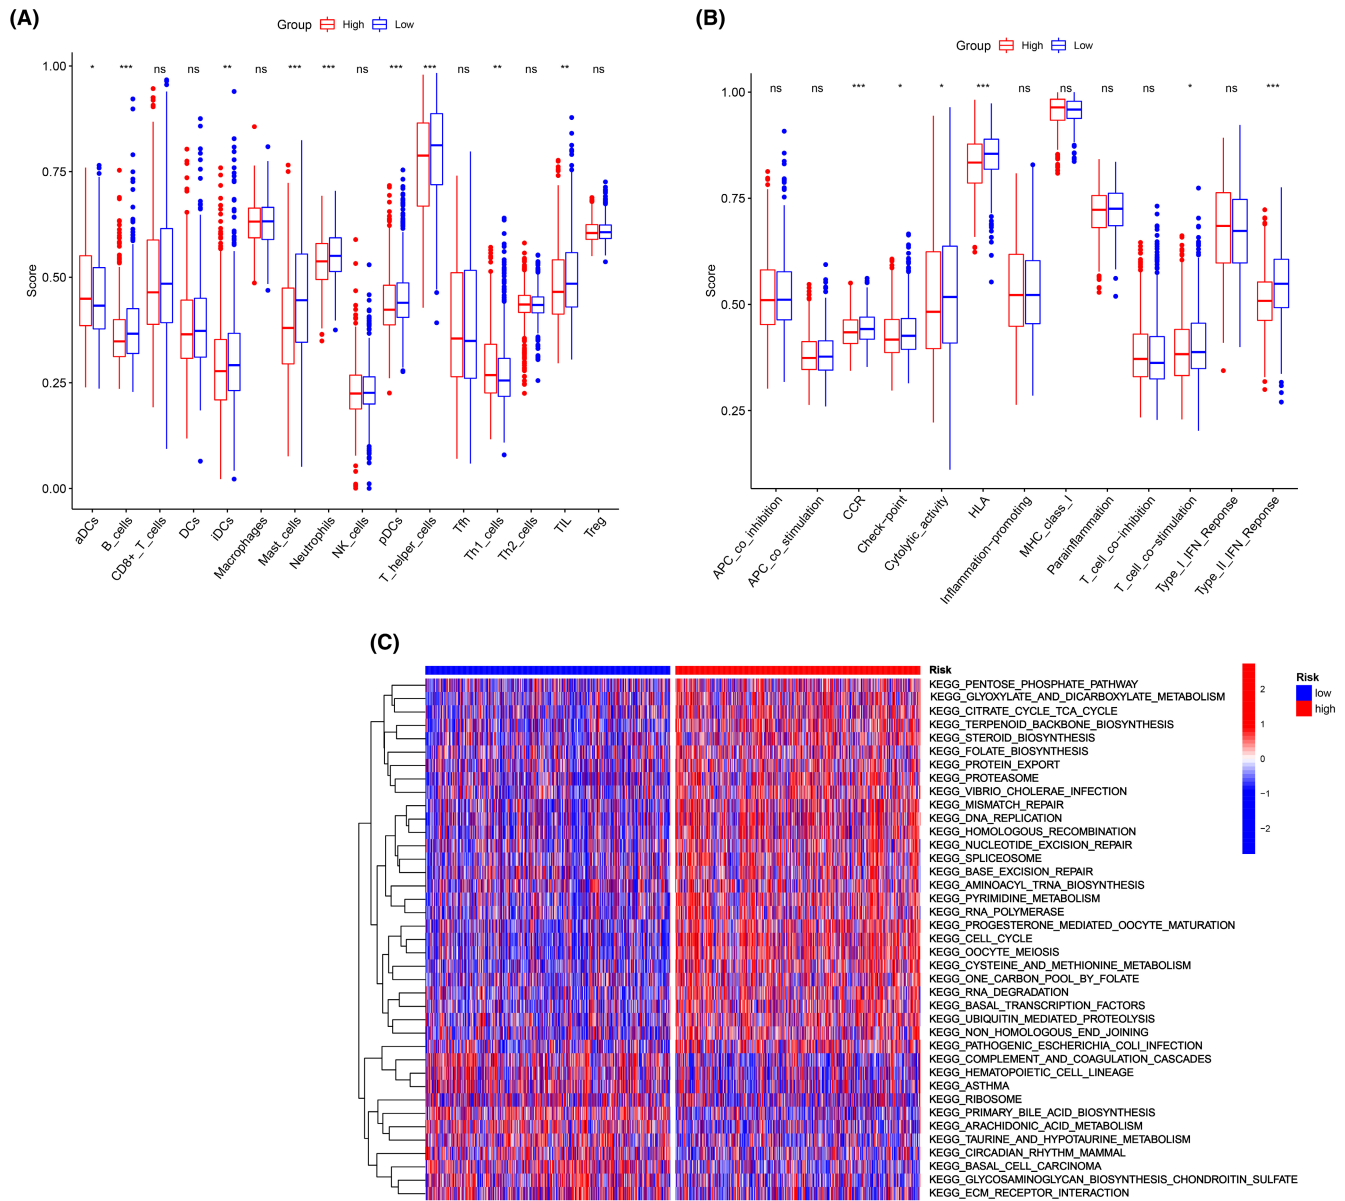 (A)
Group High Low
1.00
0.75
0.50
0.25
0.00
Score
* *** ns ns ** ns *** *** ns *** *** ns ** ns ** ns
aDCs
B_cells
CD8+_T_cells
DCs
iDCs
Macrophages
Mast_cells
Neutrophils
NK_cells
pDCs
T_helper_cells
Tfh
Th1_cells
Th2_cells
TIL
Treg
(B)
Group High Low
1.00
0.75
0.50
0.25
Score
ns ns *** * * *** ns ns ns ns * ns ***
APC_co_inhibition
APC_co_stimulation
CCR
Check-point
Cytolytic_activity
HLA
Inflammation-promoting
MHC_class_I
Parainflammation
T_cell_co-inhibition
T_cell_co-stimulation
Type_I_IFN_Reponse
Type_II_IFN_Reponse
(C)
Risk
KEGG_PENTOSE_PHOSPHATE_PATHWAY
KEGG_GLYOXYLATE_AND_DICARBOXYLATE_METABOLISM
KEGG_CITRATE_CYCLE_TCA_CYCLE
KEGG_TERPENOID_BACKBONE_BIOSYNTHESIS
KEGG_STEROID_BIOSYNTHESIS
KEGG_FOLATE_BIOSYNTHESIS
KEGG_PROTEIN_EXPORT
KEGG_PROTEASOME
KEGG_VIBRIO_CHOLERAE_INFECTION
KEGG_MISMATCH_REPAIR
KEGG_DNA_REPLICATION
KEGG_HOMOLOGOUS_RECOMBINATION
KEGG_NUCLEOTIDE_EXCISION_REPAIR
KEGG_SPLICEOSOME
KEGG_BASE_EXCISION_REPAIR
KEGG_AMINOACYL_TRNA_BIOSYNTHESIS
KEGG_PYRIMIDINE_METABOLISM
KEGG_RNA_POLYMERASE
KEGG_PROGESTERONE_MEDIATED_OOCYTE_MATURATION
KEGG_CELL_CYCLE
KEGG_OOCYTE_MEIOSIS
KEGG_CYSTEINE_AND_METHIONINE_METABOLISM
KEGG_ONE_CARBON_POOL_BY_FOLATE
KEGG_RNA_DEGRADATION
KEGG_BASAL_TRANSCRIPTION_FACTORS
KEGG_UBIQUITIN_MEDIATED_PROTEOLYSIS
KEGG_NON_HOMOLOGOUS_END_JOINING
KEGG_PATHOGENIC_ESCHERICHIA_COLI_INFECTION
KEGG_COMPLEMENT_AND_COAGULATION_CASCADES
KEGG_HEMATOPOIETIC_CELL_LINEAGE
KEGG_ASTHMA
KEGG_RIBOSOME
KEGG_PRIMARY_BILE_ACID_BIOSYNTHESIS
KEGG_ARACHIDONIC_ACID_METABOLISM
KEGG_TAURINE_AND_HYPOTAURINE_METABOLISM
KEGG_CIRCADIAN_RHYTHM_MAMMAL
KEGG_BASAL_CELL_CARCINOMA
KEGG_GLYCOSAMINOGLYCAN_BIOSYNTHESIS_CHONDROITIN_SULFATE
KEGG_ECM_RECEPTOR_INTERACTION
2
1
0
−1
−2
Risk
low
high